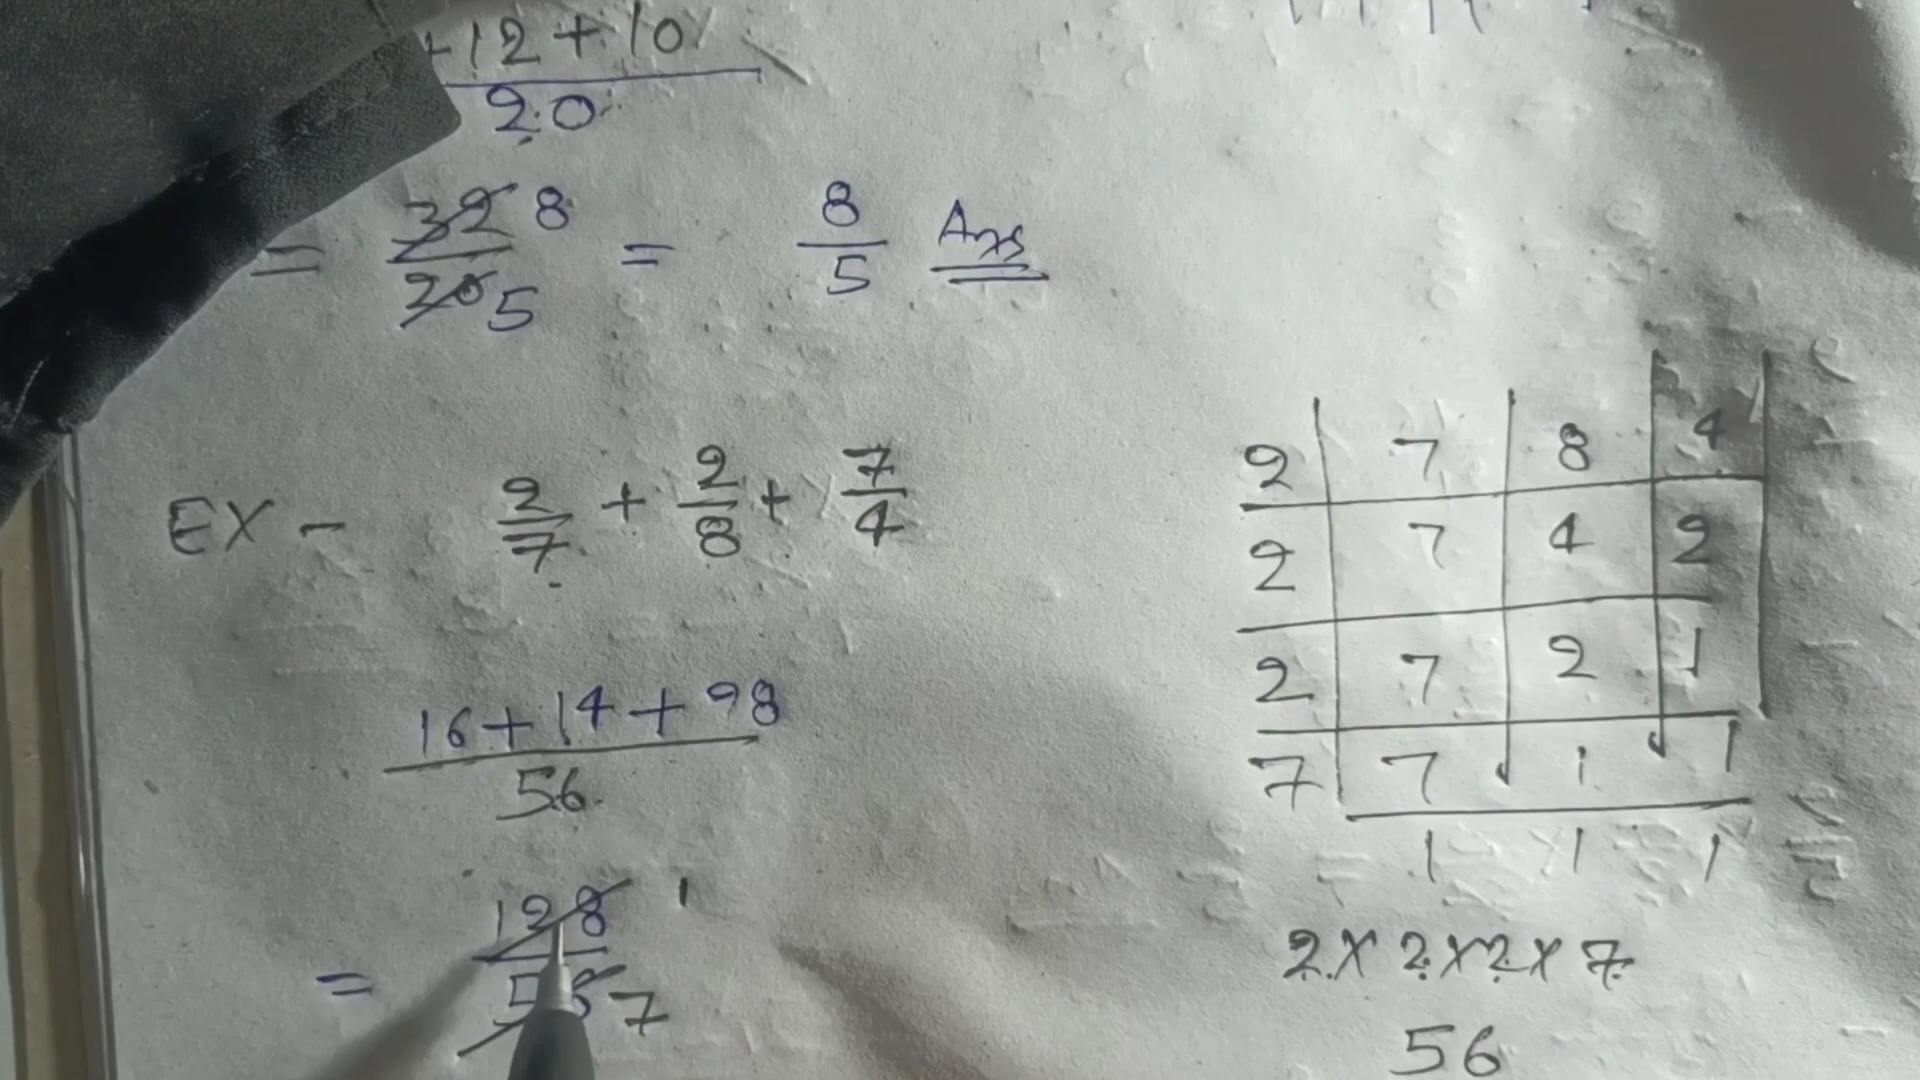 +12+10
20
= 32 8 = 8 Ans
20 5 5
EX - 2/7 + 2/8 + 7/4
16+14+98
56
= 128 1
56 7
2 7 8 4
2 7 4 2
2 7 2 1
7 7 1 1
1 1 1
2×2×2×7
56